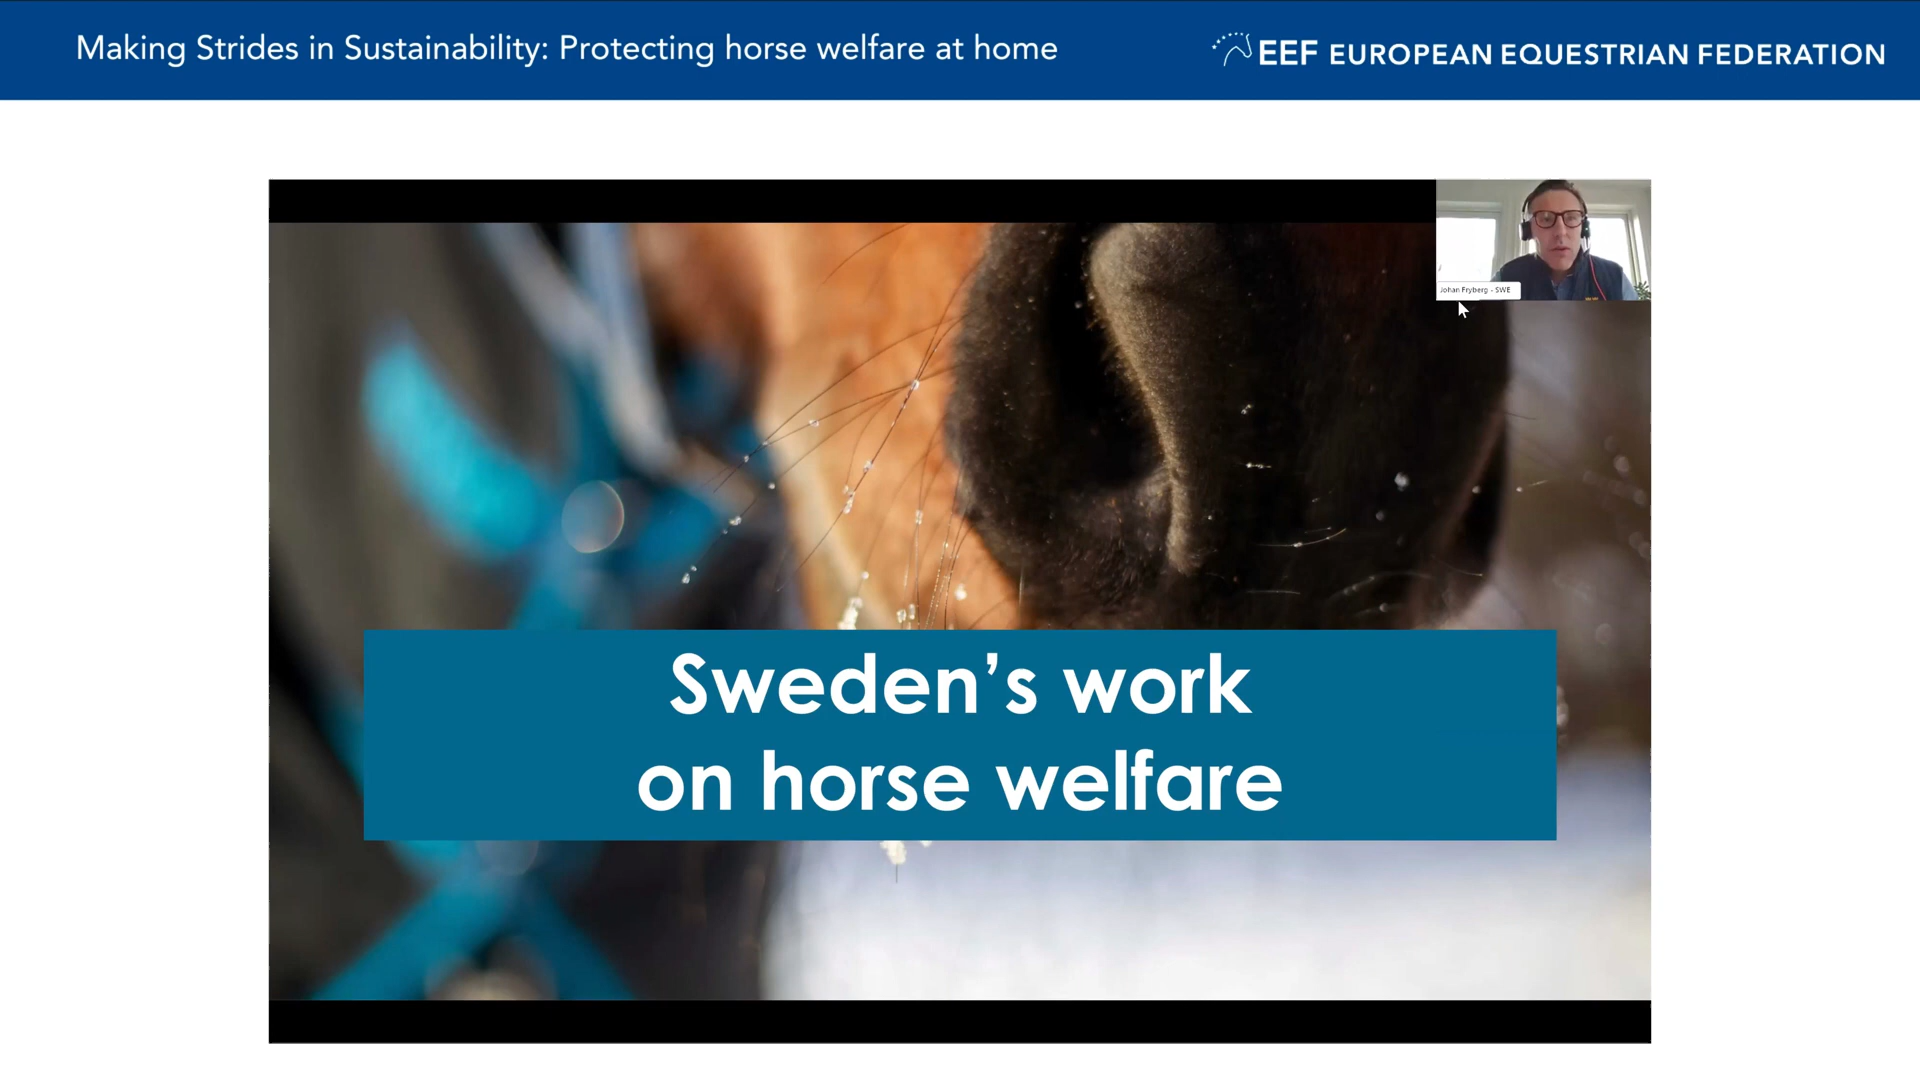 Making Strides in Sustainability: Protecting horse welfare at home
EEF EUROPEAN EQUESTRIAN FEDERATION
Johan Fryberg - SWE
Sweden’s work
on horse welfare